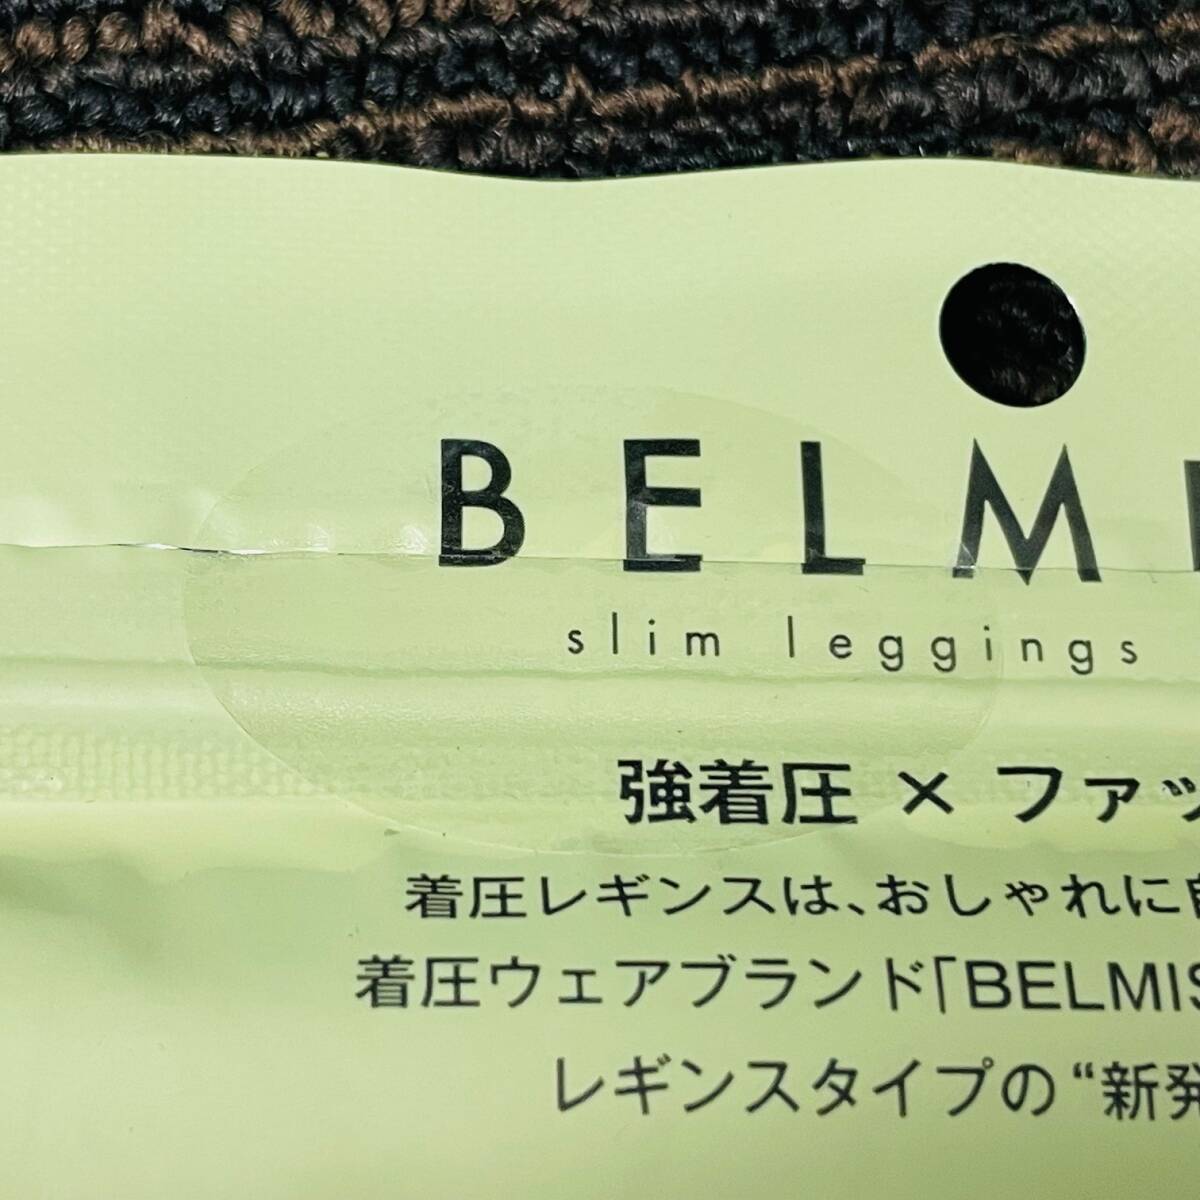 BELM
slim leggings
強着圧 × ファッ
着圧レギンスは、おしゃれに
着圧ウェアブランド「BELMIS
レギンスタイプの“新発